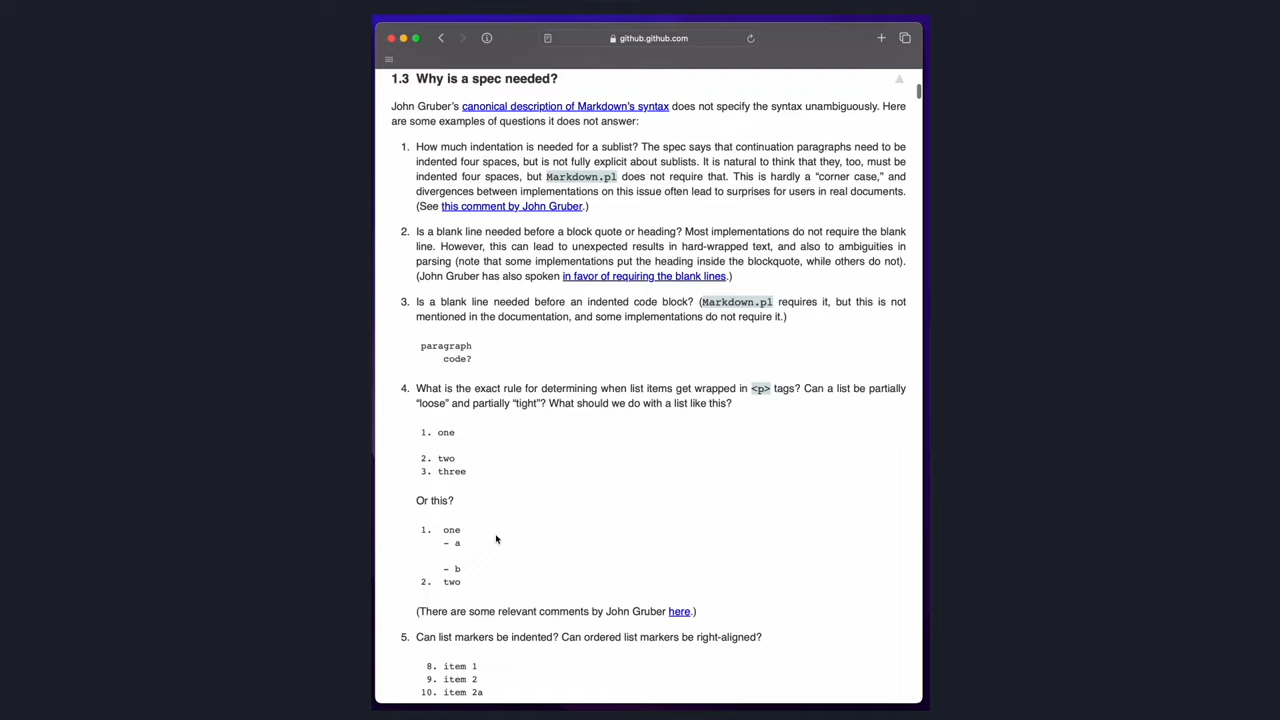 github.github.com
1.3 Why is a spec needed?
John Gruber’s canonical description of Markdown’s syntax does not specify the syntax unambiguously. Here
are some examples of questions it does not answer:
1. How much indentation is needed for a sublist? The spec says that continuation paragraphs need to be
indented four spaces, but is not fully explicit about sublists. It is natural to think that they, too, must be
indented four spaces, but Markdown.pl does not require that. This is hardly a “corner case,” and
divergences between implementations on this issue often lead to surprises for users in real documents.
(See this comment by John Gruber.)
2. Is a blank line needed before a block quote or heading? Most implementations do not require the blank
line. However, this can lead to unexpected results in hard-wrapped text, and also to ambiguities in
parsing (note that some implementations put the heading inside the blockquote, while others do not).
(John Gruber has also spoken in favor of requiring the blank lines.)
3. Is a blank line needed before an indented code block? (Markdown.pl requires it, but this is not
mentioned in the documentation, and some implementations do not require it.)
paragraph
code?
4. What is the exact rule for determining when list items get wrapped in <p> tags? Can a list be partially
“loose” and partially “tight”? What should we do with a list like this?
1. one
2. two
3. three
Or this?
1. one
- a
- b
2. two
(There are some relevant comments by John Gruber here.)
5. Can list markers be indented? Can ordered list markers be right-aligned?
8. item 1
9. item 2
10. item 2a